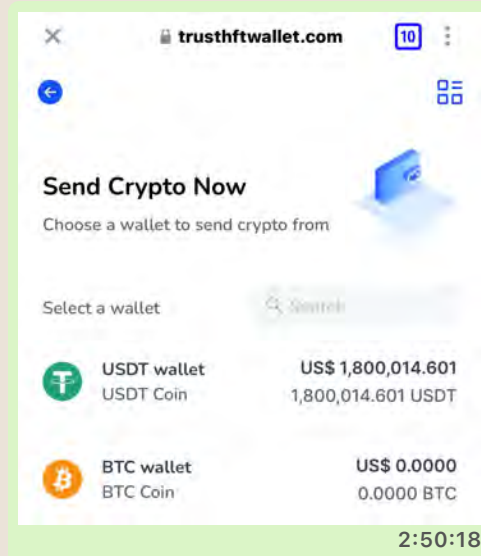 trusthftwallet.com 10
Send Crypto Now
Choose a wallet to send crypto from
Select a wallet Search
USDT wallet US$ 1,800,014.601
USDT Coin 1,800,014.601 USDT
BTC wallet US$ 0.0000
BTC Coin 0.0000 BTC
2:50:18